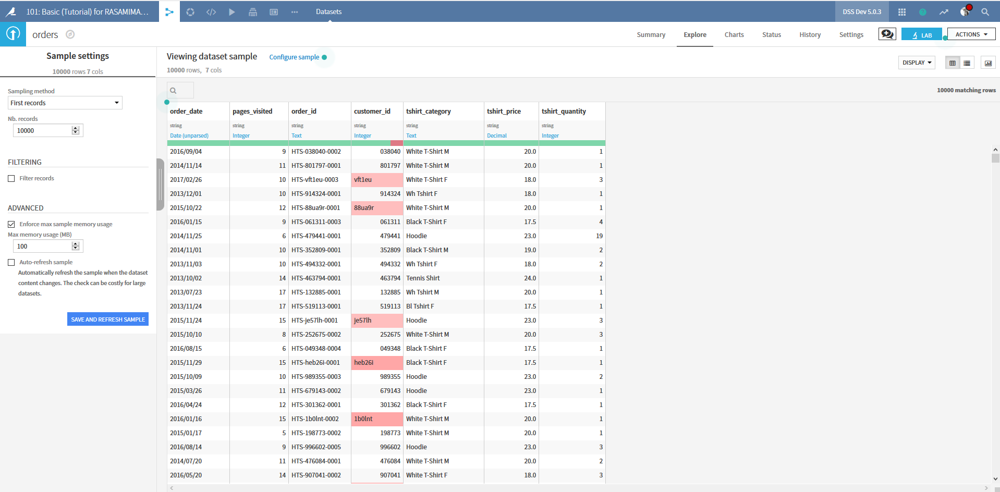 101: Basic (Tutorial) for RASAMIMA... Datasets DSS Dev 5.0.3
orders Summary Explore Charts Status History Settings LAB ACTIONS
Sample settings
10000 rows 7 cols
Sampling method
First records
Nb. records
10000
FILTERING
Filter records
ADVANCED
Enforce max sample memory usage
Max memory usage (MB)
100
Auto-refresh sample
Automatically refresh the sample when the dataset
content changes. The check can be costly for large
datasets.
SAVE AND REFRESH SAMPLE
Viewing dataset sample Configure sample
10000 rows, 7 cols
DISPLAY
10000 matching rows
order_date pages_visited order_id customer_id tshirt_category tshirt_price tshirt_quantity
string string string string string string string
Date (unparsed) Integer Text Integer Text Decimal Integer
2016/09/04 9 HTS-038040-0002 038040 White T-Shirt M 20.0 1
2014/11/14 11 HTS-801797-0001 801797 White T-Shirt M 20.0 1
2017/02/26 10 HTS-vft1eu-0003 vft1eu White T-Shirt F 18.0 3
2013/12/01 10 HTS-914324-0001 914324 Wh Tshirt F 18.0 1
2015/10/22 12 HTS-88ua9r-0001 88ua9r White T-Shirt M 20.0 1
2016/01/15 9 HTS-061311-0003 061311 Black T-Shirt F 17.5 4
2014/11/25 6 HTS-479441-0001 479441 Hoodie 23.0 19
2014/11/01 10 HTS-352809-0001 352809 Black T-Shirt M 19.0 2
2013/11/03 10 HTS-494332-0001 494332 Wh Tshirt F 18.0 2
2013/10/02 14 HTS-463794-0001 463794 Tennis Shirt 24.0 1
2013/07/23 17 HTS-132885-0001 132885 Wh Tshirt M 20.0 1
2013/11/24 17 HTS-519113-0001 519113 Bl Tshirt F 17.5 1
2015/11/24 15 HTS-je57lh-0001 je57lh Hoodie 23.0 3
2015/10/10 8 HTS-252675-0002 252675 White T-Shirt M 20.0 3
2016/08/15 6 HTS-049348-0004 049348 Black T-Shirt F 17.5 1
2015/11/29 15 HTS-heb26i-0001 heb26i Black T-Shirt F 17.5 1
2015/10/09 10 HTS-989355-0003 989355 Hoodie 23.0 2
2015/03/26 11 HTS-679143-0002 679143 Hoodie 23.0 1
2016/04/24 12 HTS-301362-0001 301362 Black T-Shirt F 17.5 1
2016/01/16 15 HTS-1b0lnt-0002 1b0lnt White T-Shirt M 20.0 1
2015/01/17 5 HTS-198773-0002 198773 White T-Shirt M 20.0 1
2016/08/14 9 HTS-996602-0005 996602 Hoodie 23.0 3
2014/07/20 11 HTS-476084-0001 476084 White T-Shirt M 20.0 2
2016/05/20 14 HTS-907041-0002 907041 White T-Shirt F 18.0 3